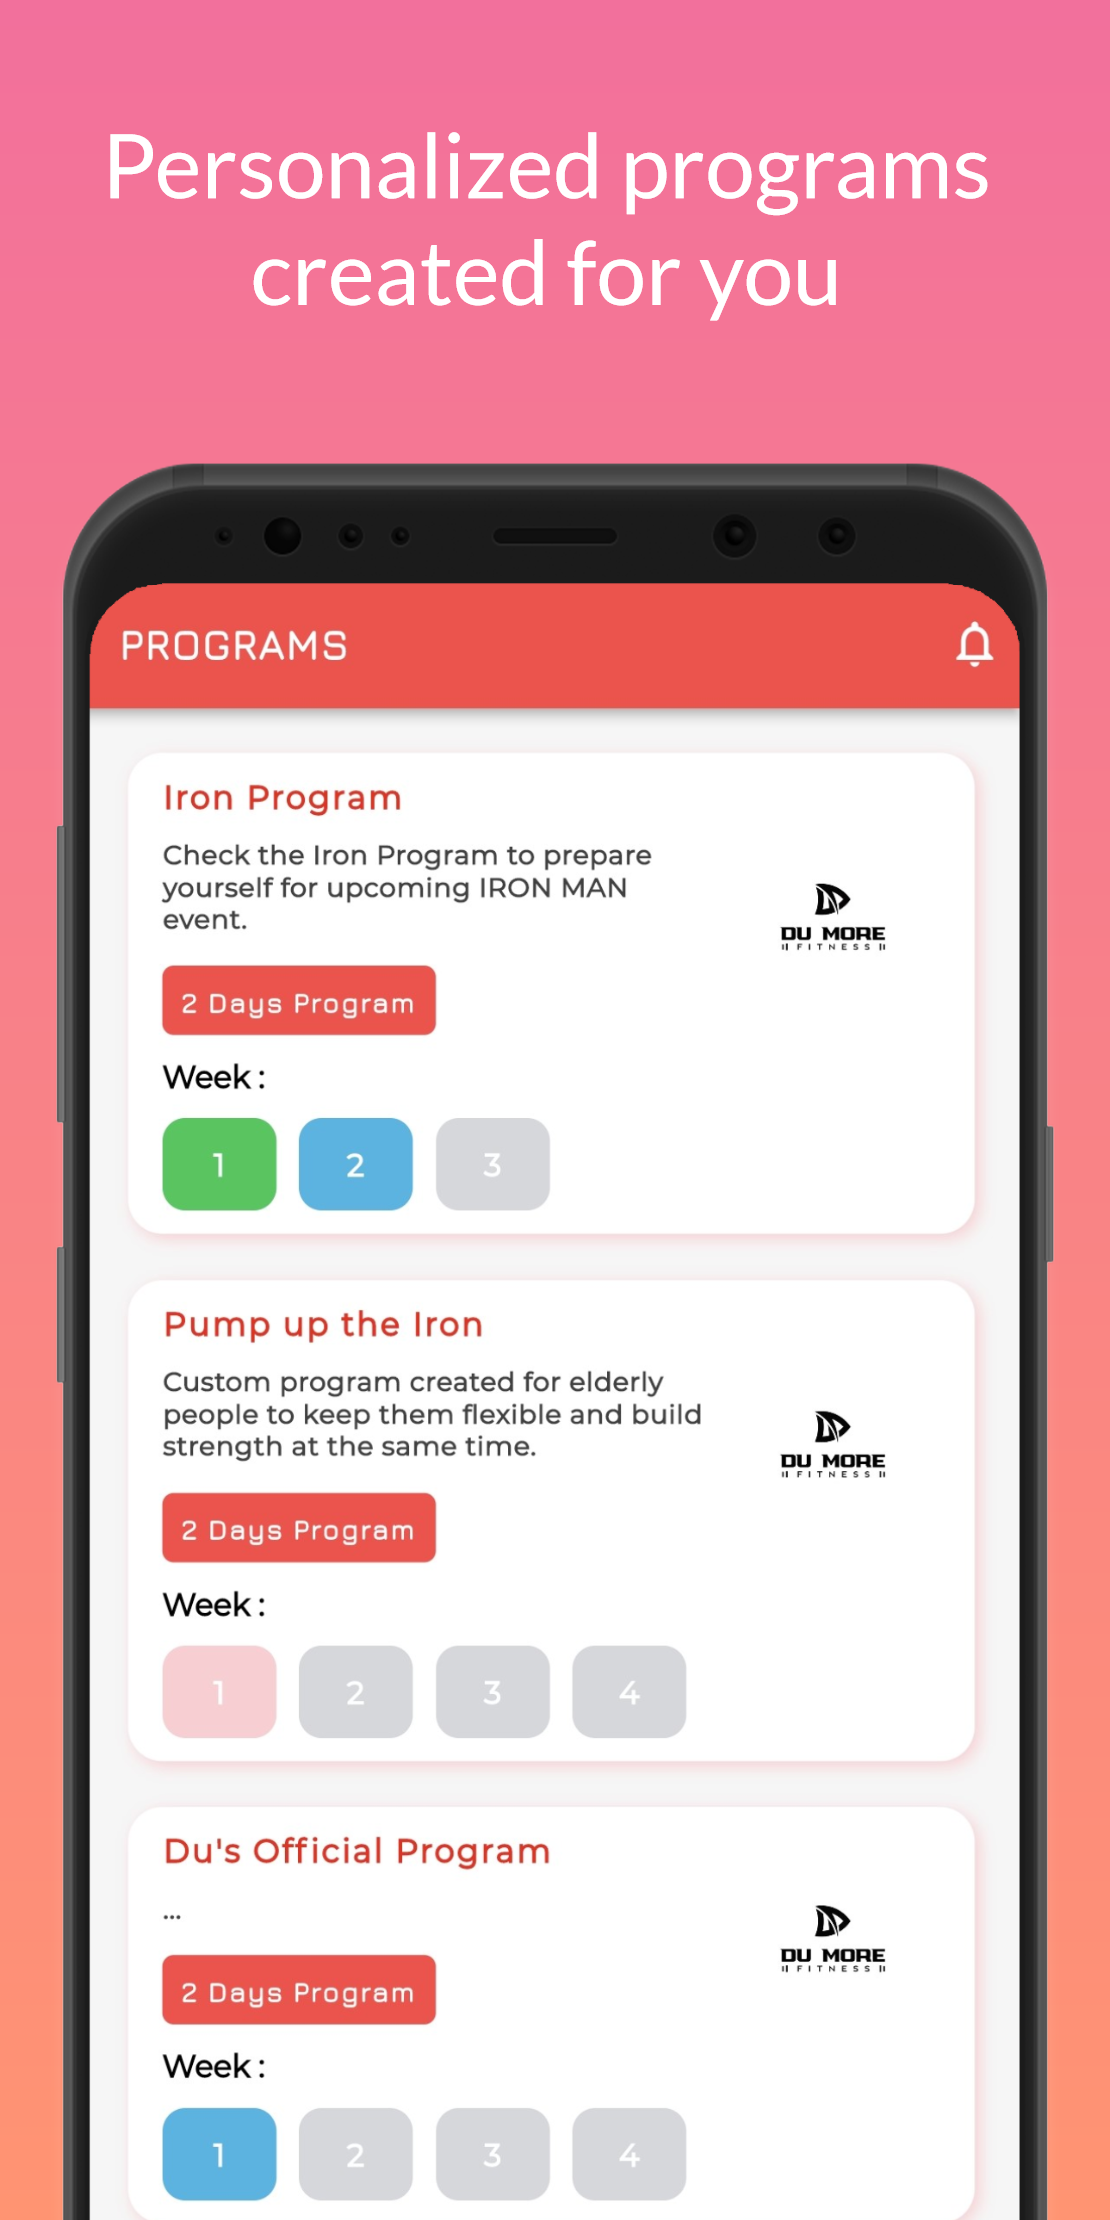 Personalized programs
created for you
PROGRAMS
Iron Program
Check the Iron Program to prepare
yourself for upcoming IRON MAN
event.
DU MORE
FITNESS
2 Days Program
Week :
1 2 3
Pump up the Iron
Custom program created for elderly
people to keep them flexible and build
strength at the same time.
DU MORE
FITNESS
2 Days Program
Week :
1 2 3 4
Du's Official Program
...
DU MORE
FITNESS
2 Days Program
Week :
1 2 3 4